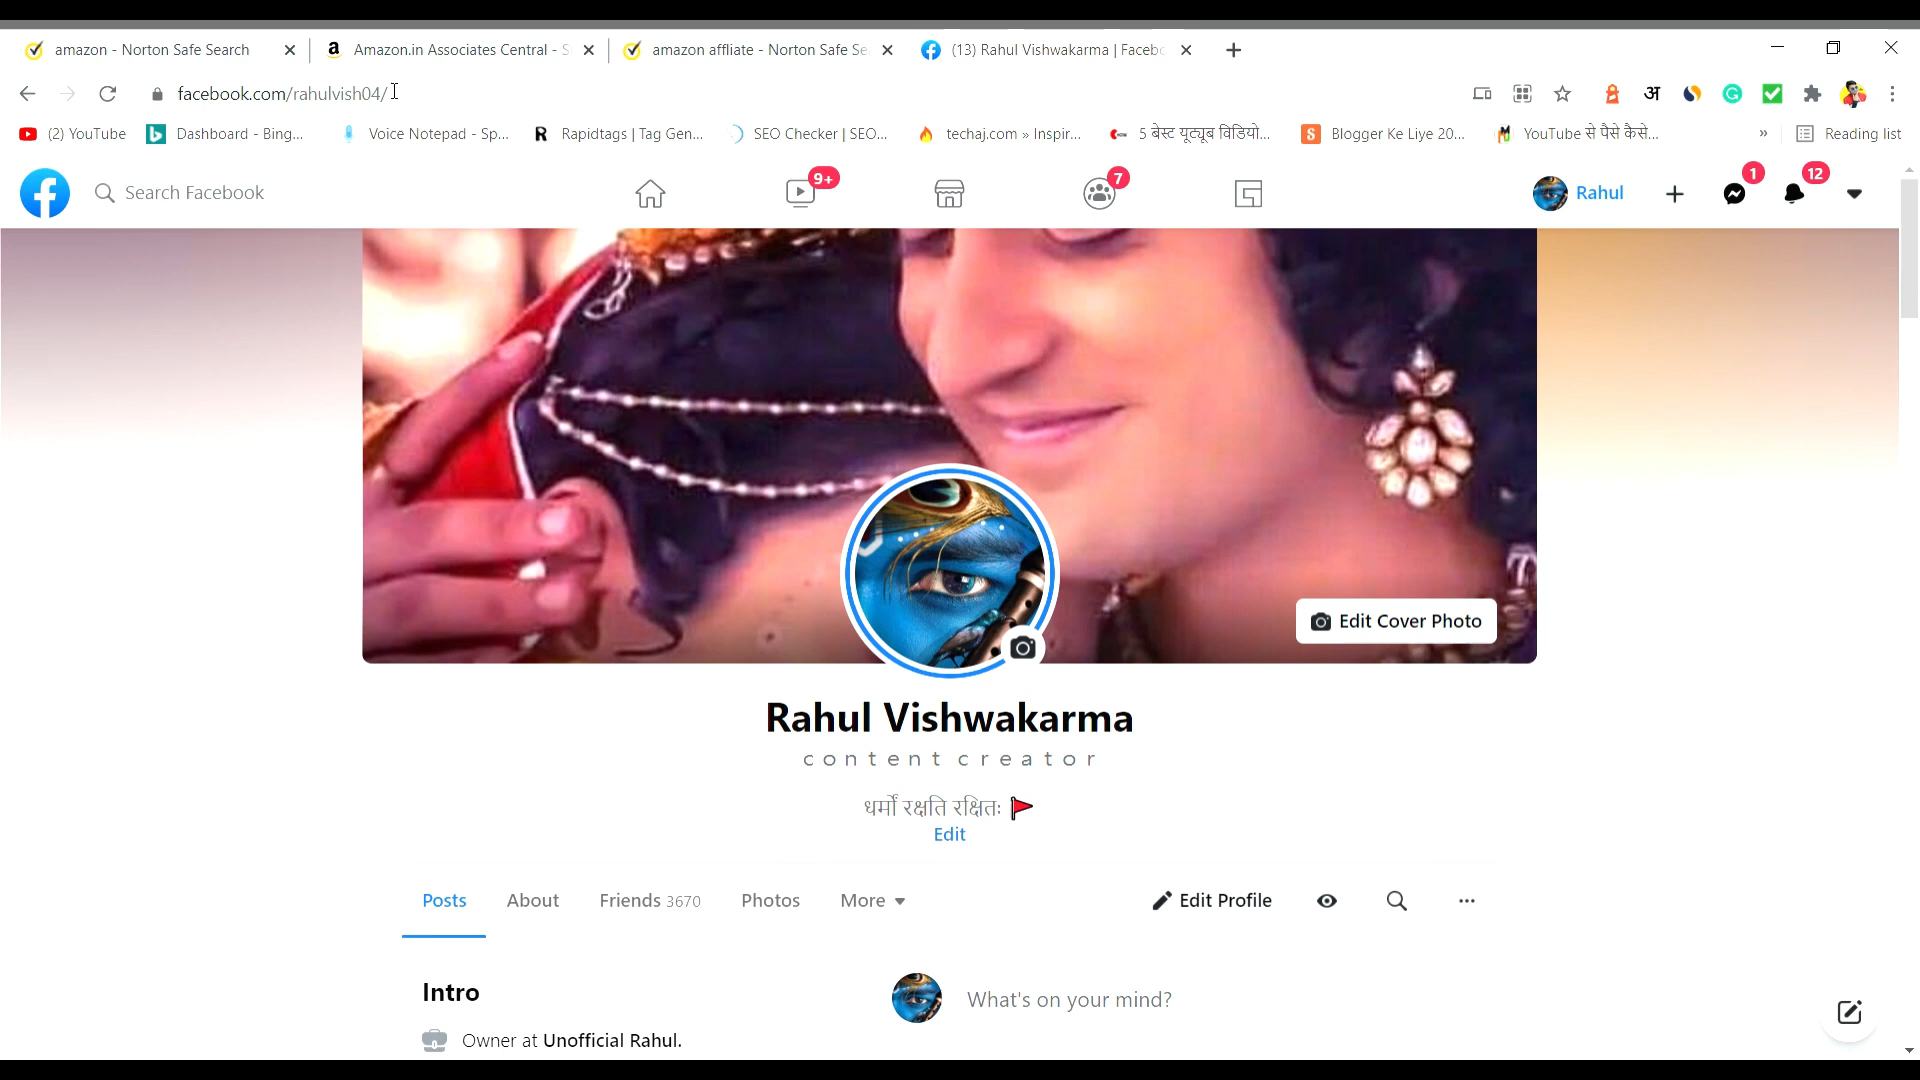 amazon - Norton Safe Search
Amazon.in Associates Central - S
amazon affliate - Norton Safe Se
(13) Rahul Vishwakarma | Facebo
facebook.com/rahulvish04/
(2) YouTube
Dashboard - Bing...
Voice Notepad - Sp...
Rapidtags | Tag Gen...
SEO Checker | SEO...
techaj.com » Inspir...
5 बेस्ट यूट्यूब विडियो...
Blogger Ke Liye 20...
YouTube से पैसे कैसे...
»
Reading list
Search Facebook
9+
7
Rahul
1
12
Edit Cover Photo
Rahul Vishwakarma
content creator
धर्मों रक्षति रक्षितः
Edit
Posts
About
Friends 3670
Photos
More
Edit Profile
Intro
What's on your mind?
Owner at Unofficial Rahul.